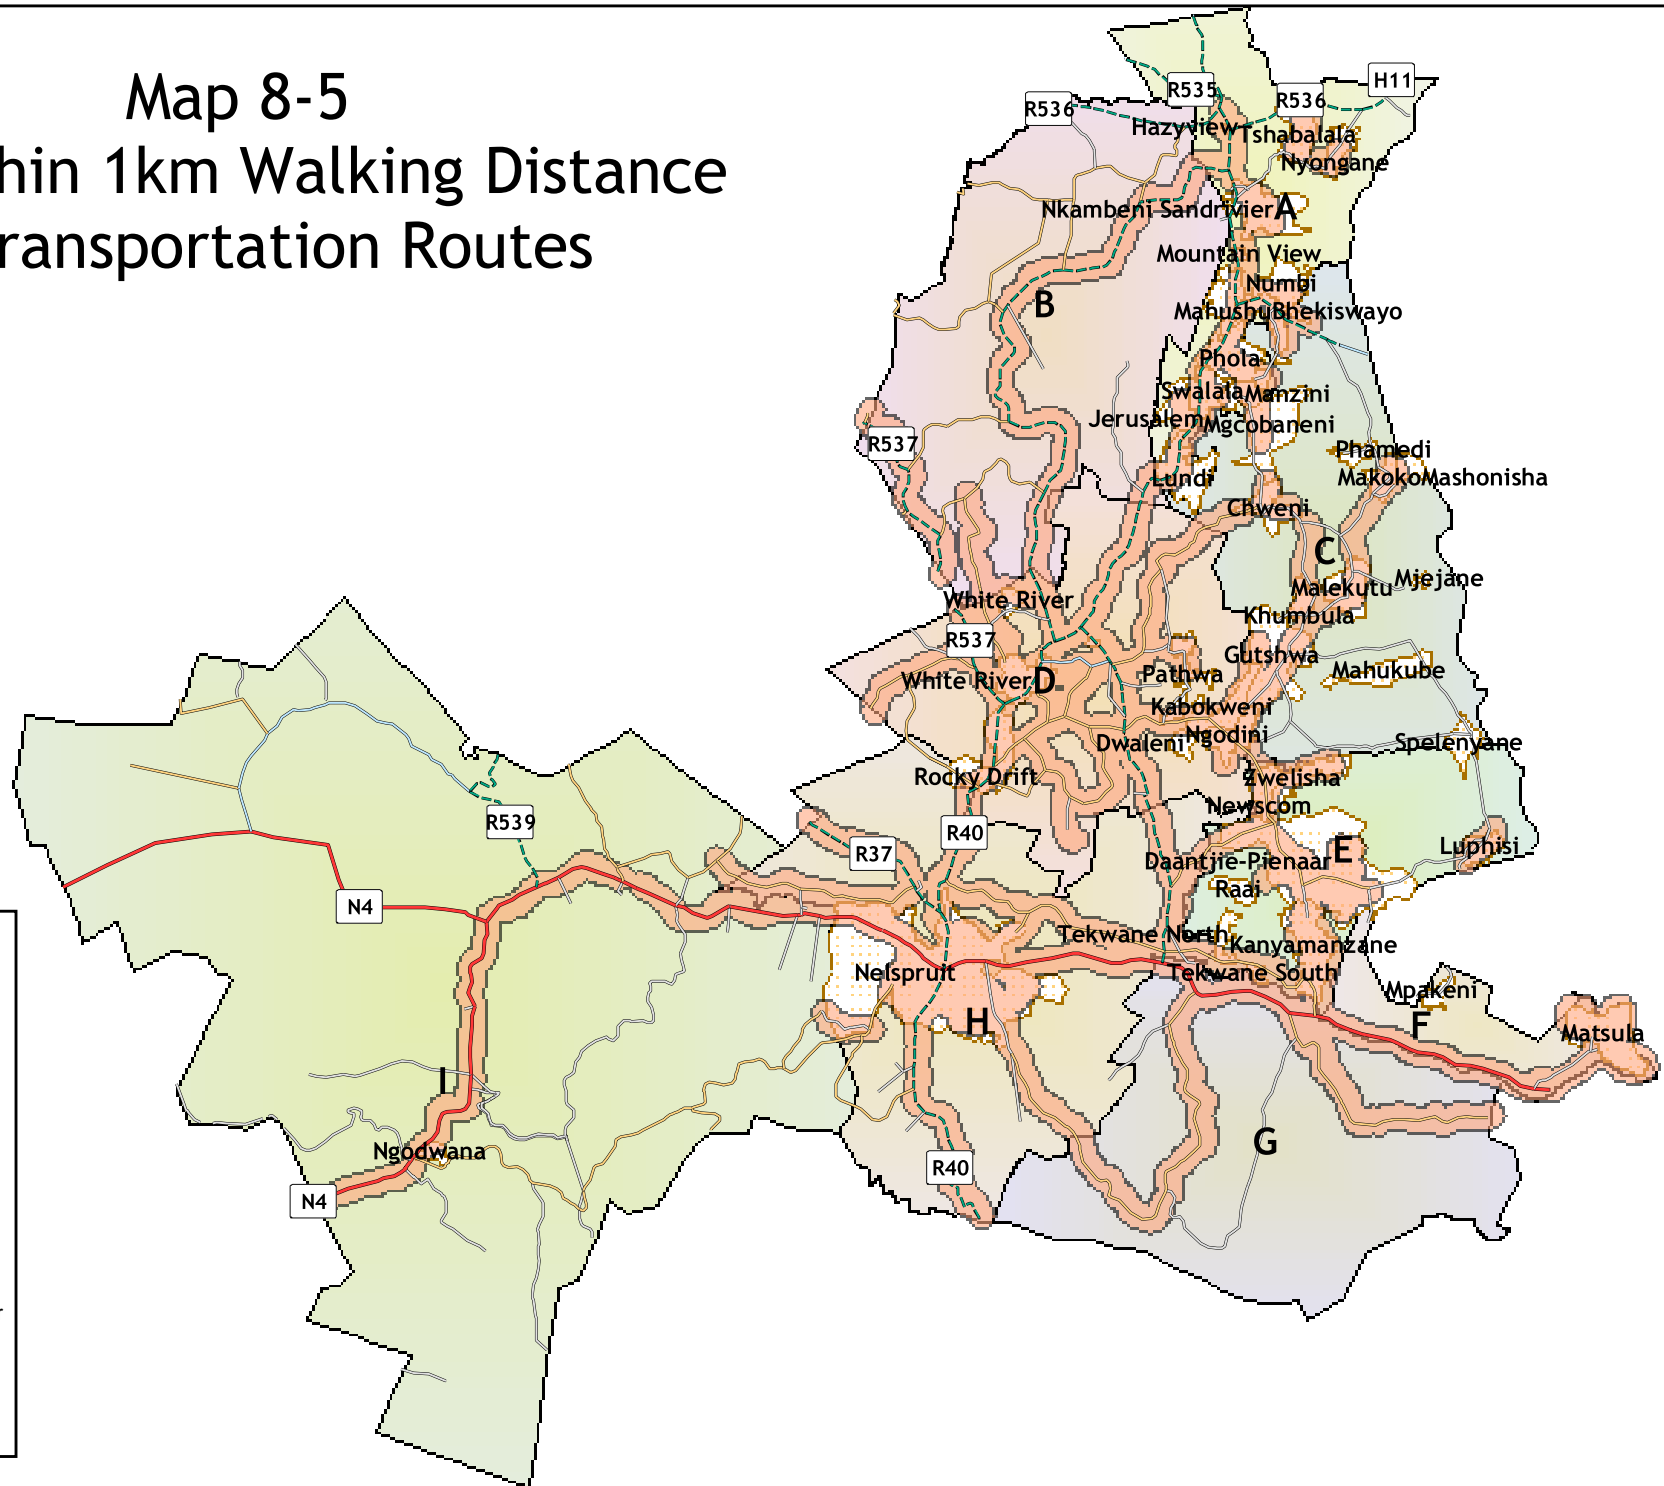 Map 8-5
hin 1km Walking Distance
ransportation Routes
H11
R535
R536
R536
Hazyview
Tshabalala
Nyongane
Nkambeni
Sandrivier
A
Mountain View
Numbi
B
Mahushu
Bhekiswayo
Phola
Swalala
Manzini
Jerusalem
Mgcobaneni
R537
Phamedi
Lundi
Makoko
Mashonisha
Chweni
C
Mjejane
Malekutu
White River
Khumbula
R537
Gutshwa
Mahukube
Pathwa
White River
D
Kabokweni
Ngodini
Dwaleni
Spelenyane
Rocky Drift
Zwelisha
Newscom
R539
R40
R37
E
Luphisi
Daantjie-Pienaar
Raai
N4
Tekwane North
Kanyamanzane
Nelspruit
Tekwane South
Mpakeni
H
F
Matsula
I
G
Ngodwana
R40
N4